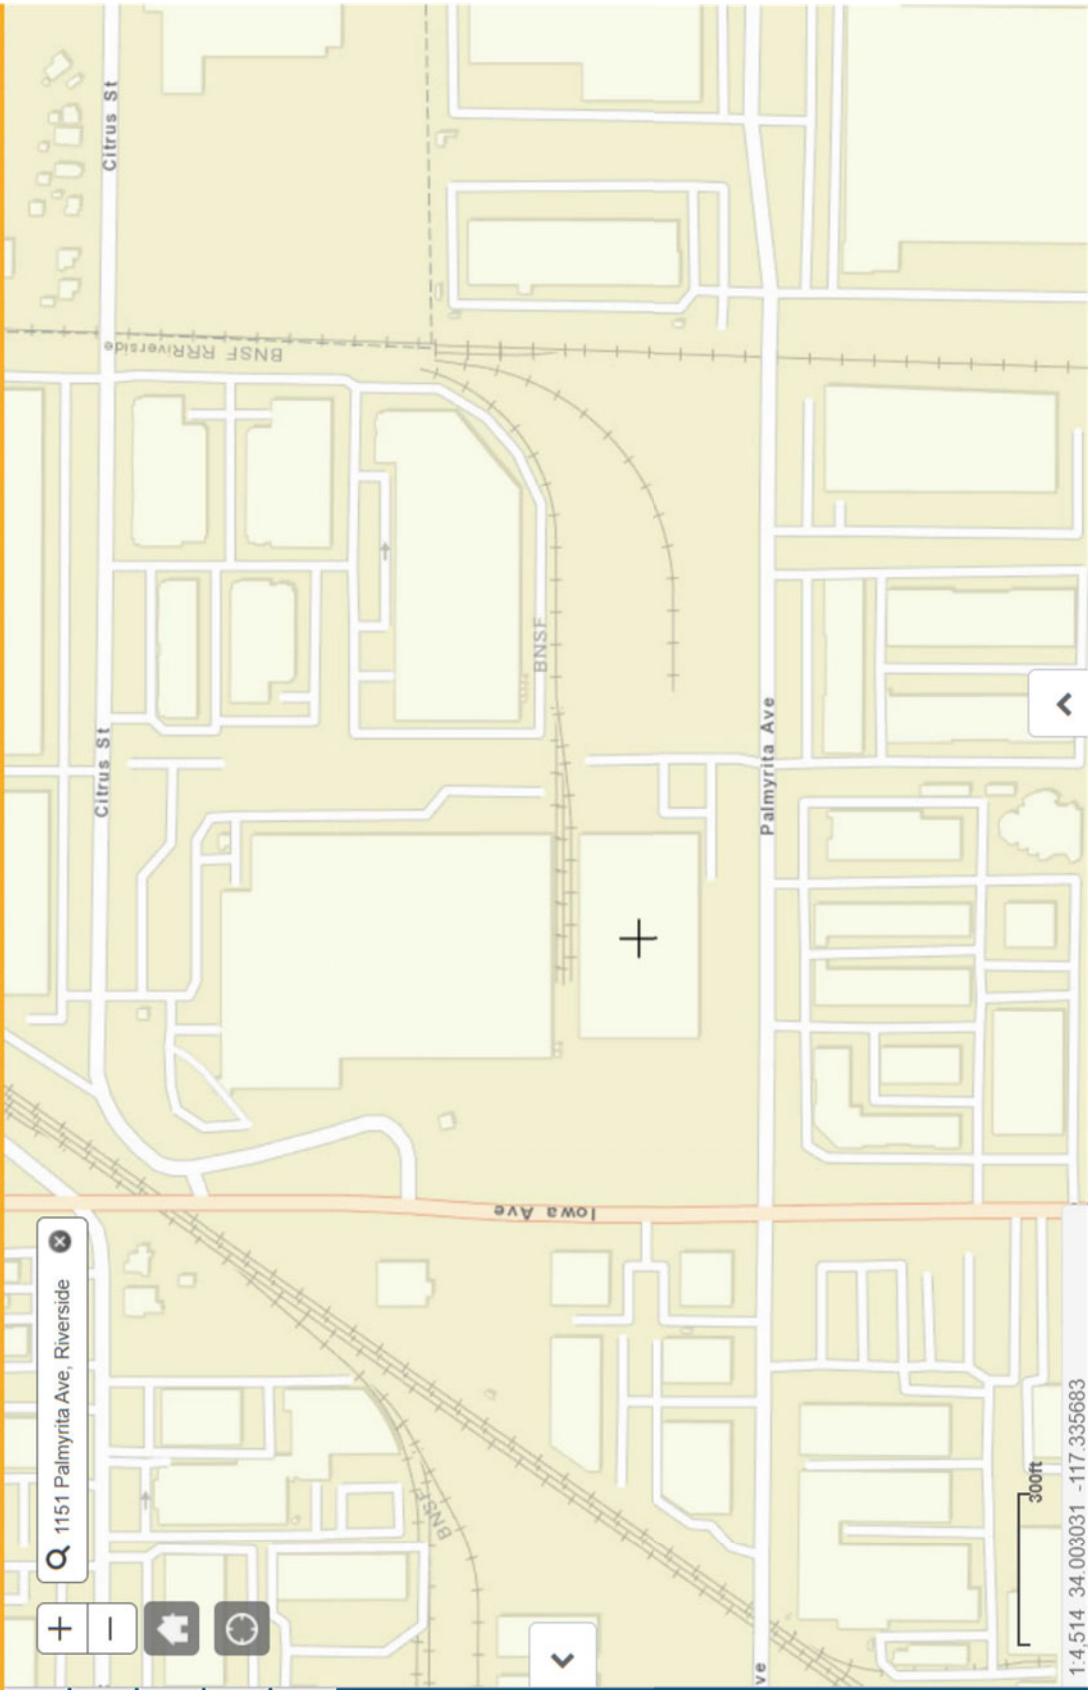 1151 Palmyrita Ave, Riverside
Citrus St
Citrus St
BNSF RRRiverside
BNSF
Palmyrita Ave
Iowa Ave
BNSF
ve
300ft
1:4,514 34.003031 -117.335683